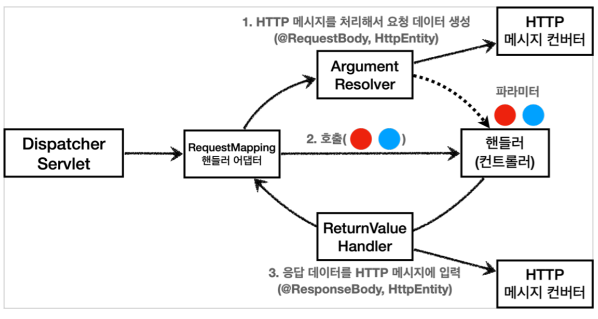 1. HTTP 메시지를 처리해서 요청 데이터 생성
(@RequestBody, HttpEntity)
HTTP
메시지 컨버터
Argument
Resolver
파라미터
Dispatcher
Servlet
RequestMapping
핸들러 어댑터
2. 호출( )
핸들러
(컨트롤러)
ReturnValue
Handler
3. 응답 데이터를 HTTP 메시지에 입력
(@ResponseBody, HttpEntity)
HTTP
메시지 컨버터